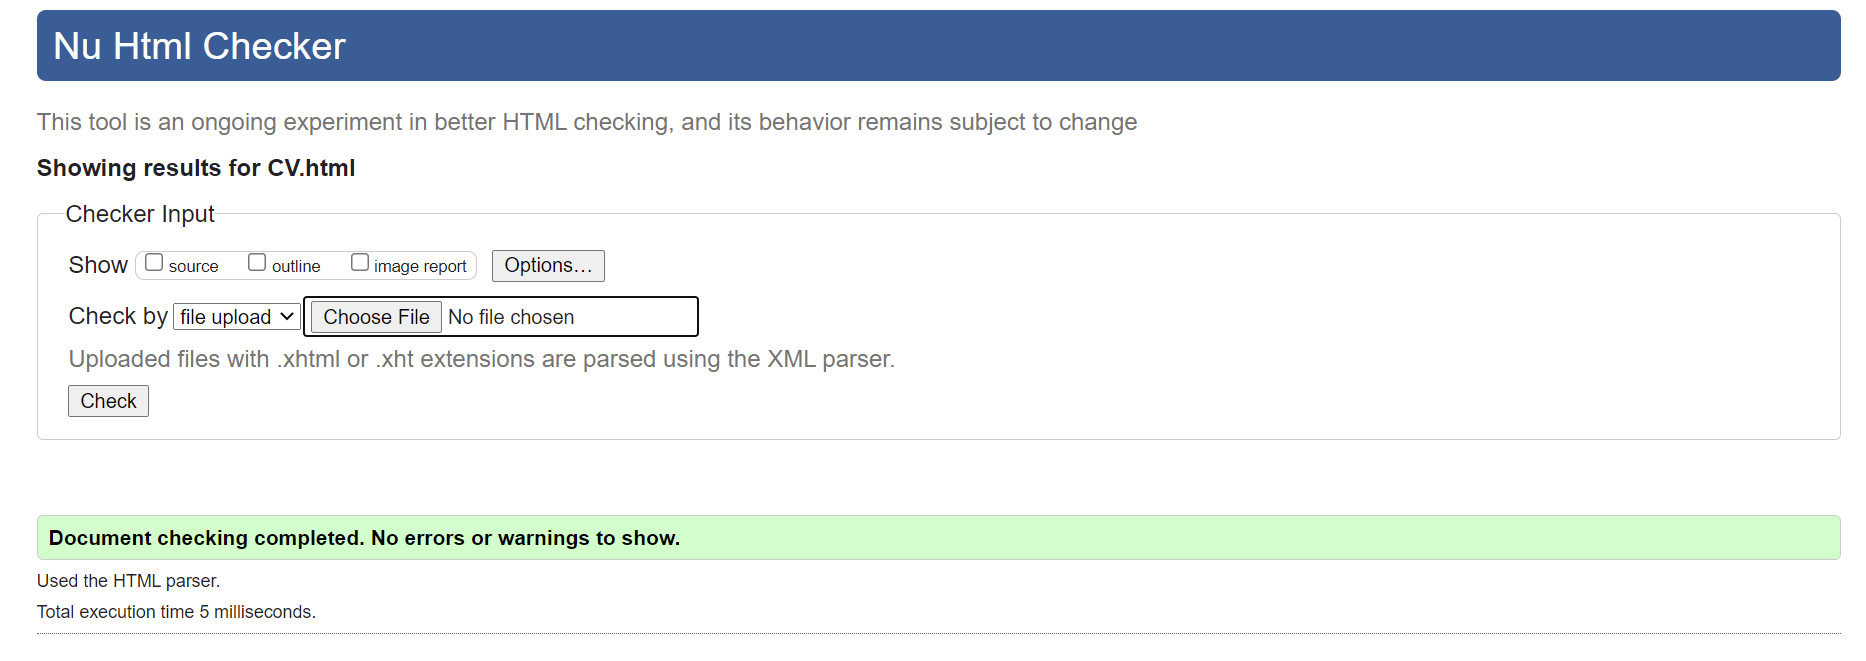 Nu Html Checker
This tool is an ongoing experiment in better HTML checking, and its behavior remains subject to change
Showing results for CV.html
Checker Input
Show source outline image report Options...
Check by file upload Choose File No file chosen
Uploaded files with .xhtml or .xht extensions are parsed using the XML parser.
Check
Document checking completed. No errors or warnings to show.
Used the HTML parser.
Total execution time 5 milliseconds.